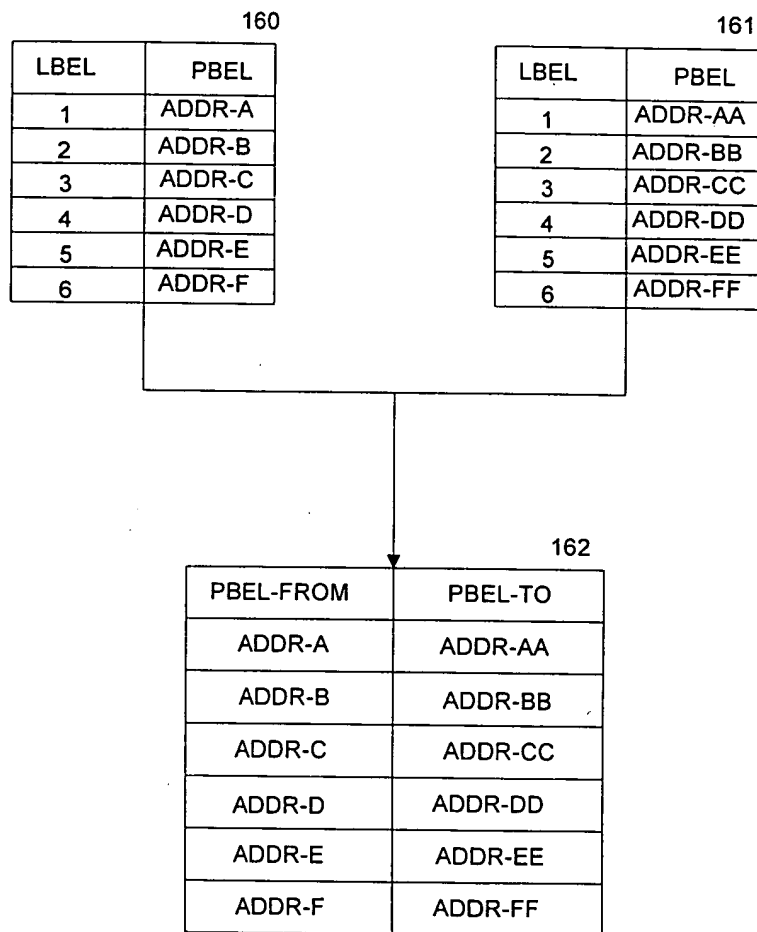 160
LBEL PBEL
1 ADDR-A
2 ADDR-B
3 ADDR-C
4 ADDR-D
5 ADDR-E
6 ADDR-F
161
LBEL PBEL
1 ADDR-AA
2 ADDR-BB
3 ADDR-CC
4 ADDR-DD
5 ADDR-EE
6 ADDR-FF
162
PBEL-FROM PBEL-TO
ADDR-A ADDR-AA
ADDR-B ADDR-BB
ADDR-C ADDR-CC
ADDR-D ADDR-DD
ADDR-E ADDR-EE
ADDR-F ADDR-FF